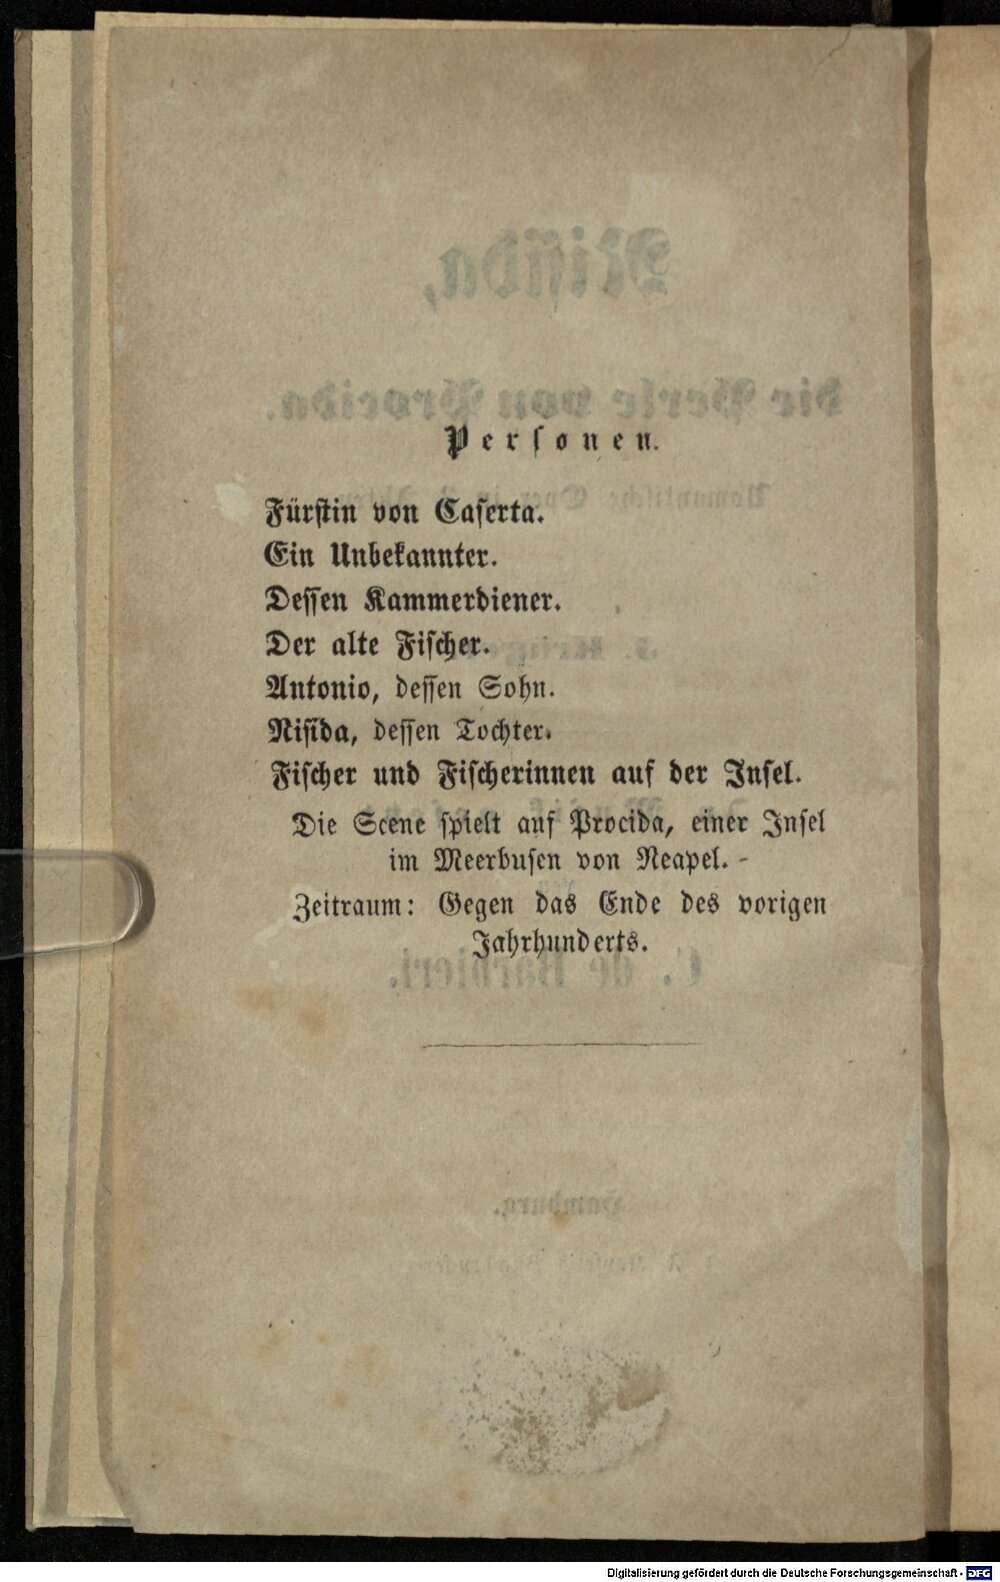 Personen.
Fürstin von Caserta.
Ein Unbekannter.
Dessen Kammerdiener.
Der alte Fischer.
Antonio, dessen Sohn.
Nisida, dessen Tochter.
Fischer und Fischerinnen auf der Insel.
Die Scene spielt auf Procida, einer Insel
im Meerbusen von Neapel. -
Zeitraum: Gegen das Ende des vorigen
Jahrhunderts.
Digitalisierung gefördert durch die Deutsche Forschungsgemeinschaft - DFG